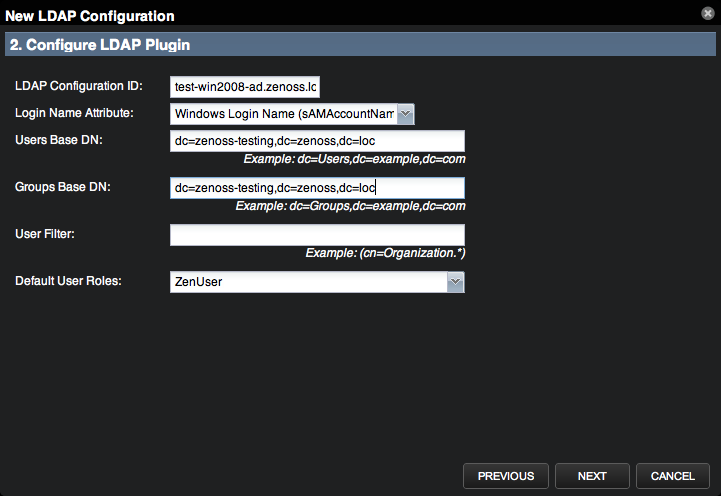 New LDAP Configuration
2. Configure LDAP Plugin
LDAP Configuration ID: test-win2008-ad.zenoss.lo
Login Name Attribute: Windows Login Name (sAMAccountNam
Users Base DN: dc=zenoss-testing,dc=zenoss,dc=loc
Example: dc=Users,dc=example,dc=com
Groups Base DN: dc=zenoss-testing,dc=zenoss,dc=loc
Example: dc=Groups,dc=example,dc=com
User Filter:
Example: (cn=Organization.*)
Default User Roles: ZenUser
PREVIOUS NEXT CANCEL